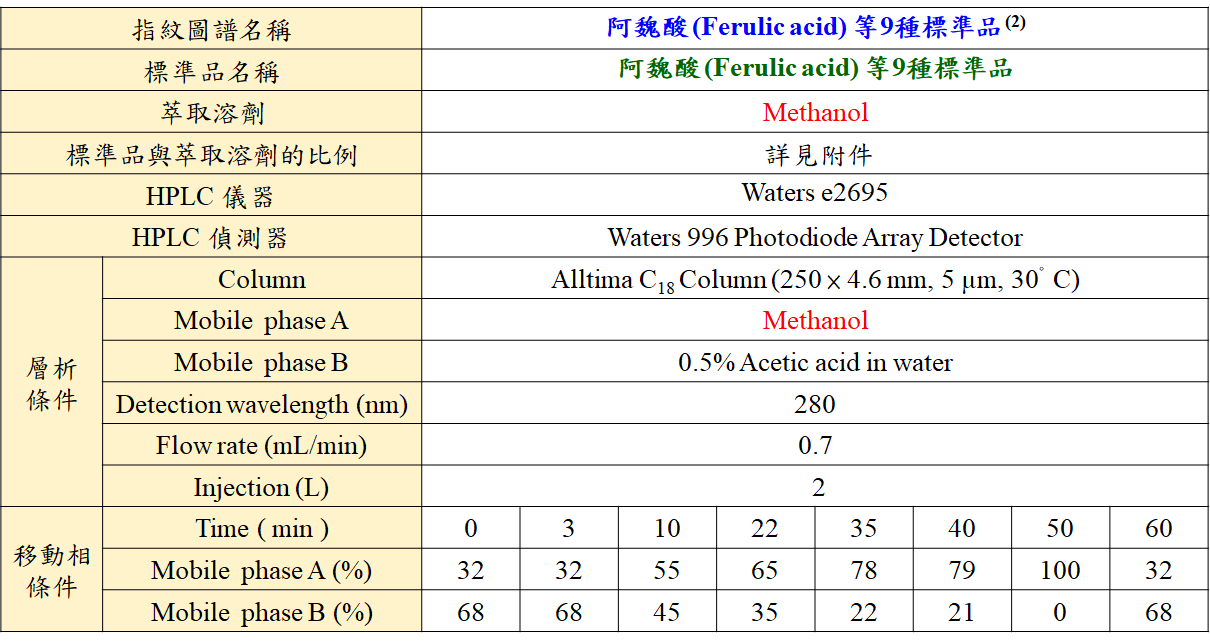 指紋圖譜名稱 阿魏酸(Ferulic acid) 等9種標準品(2)
標準品名稱 阿魏酸(Ferulic acid) 等9種標準品
萃取溶劑 Methanol
標準品與萃取溶劑的比例 詳見附件
HPLC 儀器 Waters e2695
HPLC 偵測器 Waters 996 Photodiode Array Detector
層析條件
Column Alltima C18 Column (250 x 4.6 mm, 5 μm, 30° C)
Mobile phase A Methanol
Mobile phase B 0.5% Acetic acid in water
Detection wavelength (nm) 280
Flow rate (mL/min) 0.7
Injection (L) 2
移動相條件
Time ( min ) 0 3 10 22 35 40 50 60
Mobile phase A (%) 32 32 55 65 78 79 100 32
Mobile phase B (%) 68 68 45 35 22 21 0 68